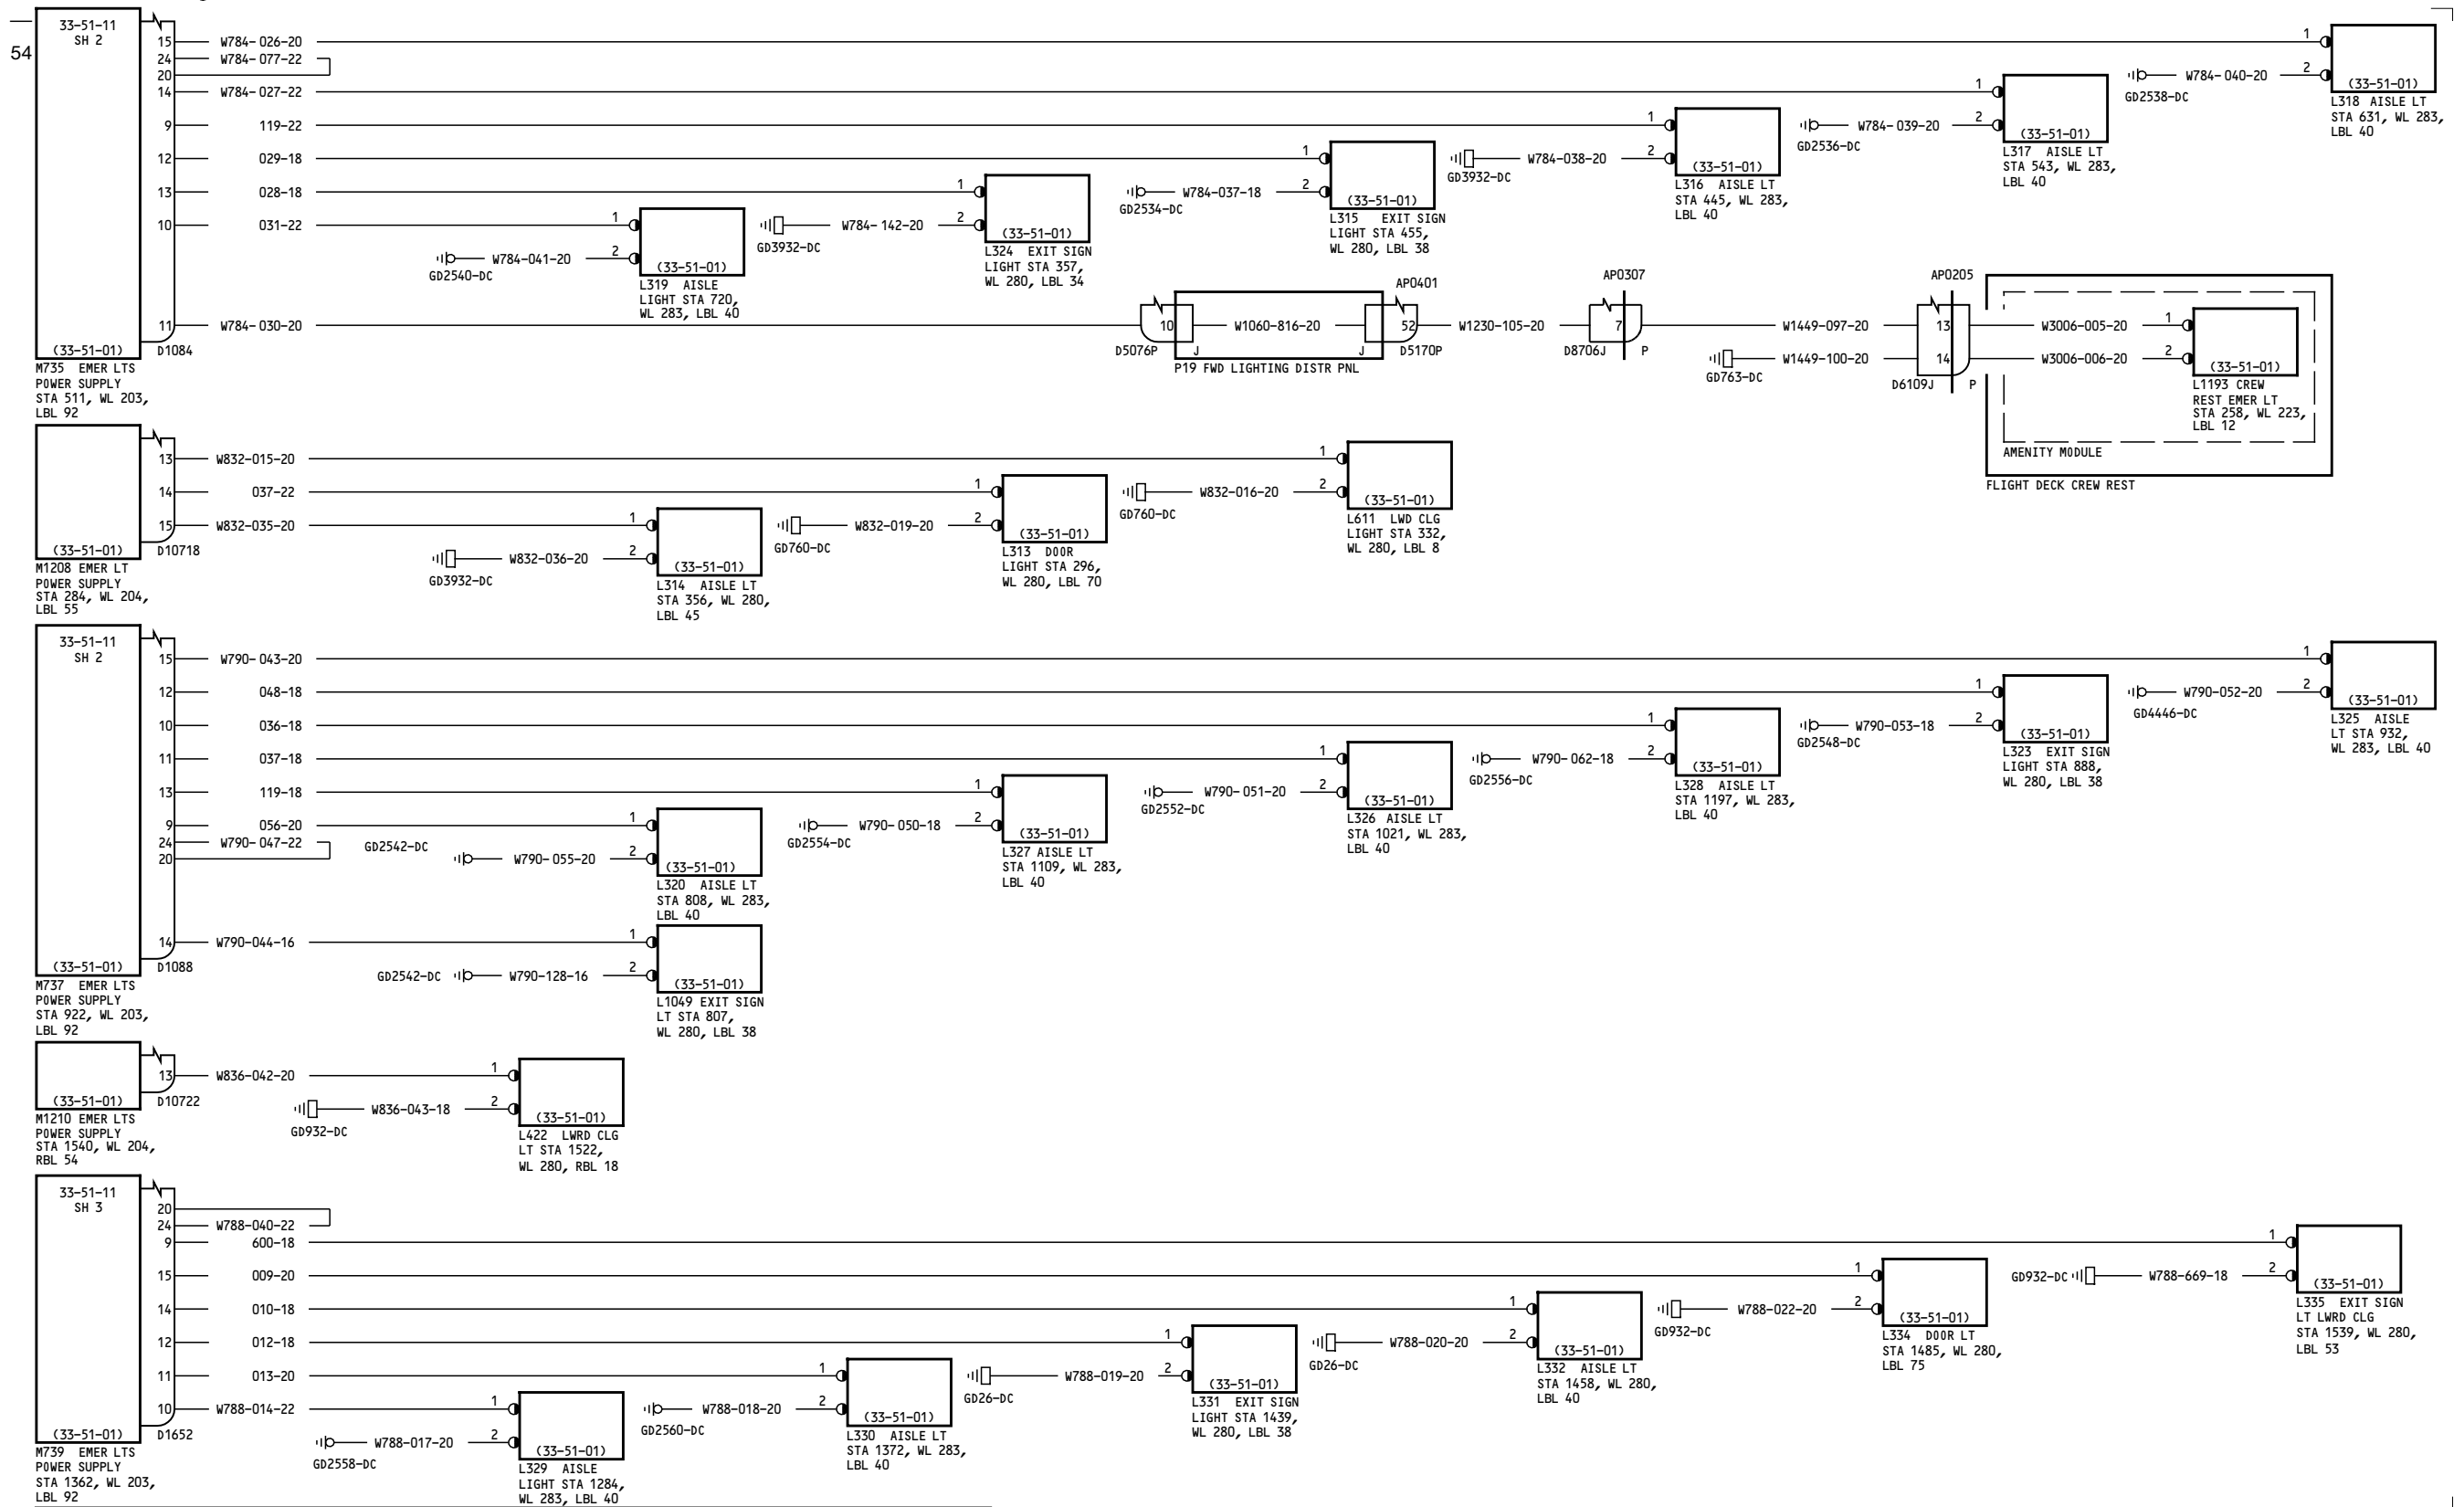 54
33-51-11
SH 2
15 W784-026-20
24 W784-077-22
20
14 W784-027-22
9 119-22
12 029-18
13 028-18
10 031-22
11 W784-030-20
(33-51-01) D1084
M735 EMER LTS
POWER SUPPLY
STA 511, WL 203,
LBL 92
1
2
GD2540-DC W784-041-20
(33-51-01)
L319 AISLE
LIGHT STA 720,
WL 283, LBL 40
1
2
GD3932-DC W784-142-20
(33-51-01)
L324 EXIT SIGN
LIGHT STA 357,
WL 280, LBL 34
1
2
GD2534-DC W784-037-18
(33-51-01)
L315 EXIT SIGN
LIGHT STA 455,
WL 280, LBL 38
1
2
GD3932-DC W784-038-20
(33-51-01)
L316 AISLE LT
STA 445, WL 283,
LBL 40
1
2
GD2536-DC W784-039-20
(33-51-01)
L317 AISLE LT
STA 543, WL 283,
LBL 40
1
2
GD2538-DC W784-040-20
(33-51-01)
L318 AISLE LT
STA 631, WL 283,
LBL 40
AP0401
AP0307
AP0205
10 W1060-816-20 52 W1230-105-20 7 W1449-097-20 13 W3006-005-20 1
D5076P J J D5170P D8706J P
P19 FWD LIGHTING DISTR PNL
GD763-DC W1449-100-20 14 W3006-006-20 2
D6109J P
(33-51-01)
L1193 CREW
REST EMER LT
STA 258, WL 223,
LBL 12
AMENITY MODULE
FLIGHT DECK CREW REST
13 W832-015-20
14 037-22
15 W832-035-20
(33-51-01) D10718
M1208 EMER LT
POWER SUPPLY
STA 284, WL 204,
LBL 55
1
2
GD3932-DC W832-036-20
(33-51-01)
L314 AISLE LT
STA 356, WL 280,
LBL 45
1
2
GD760-DC W832-019-20
(33-51-01)
L313 DOOR
LIGHT STA 296,
WL 280, LBL 70
1
2
GD760-DC W832-016-20
(33-51-01)
L611 LWD CLG
LIGHT STA 332,
WL 280, LBL 8
33-51-11
SH 2
15 W790-043-20
12 048-18
10 036-18
11 037-18
13 119-18
9 056-20
24 W790-047-22
20
14 W790-044-16
(33-51-01) D1088
M737 EMER LTS
POWER SUPPLY
STA 922, WL 203,
LBL 92
1
2
GD2542-DC W790-055-20
(33-51-01)
L320 AISLE LT
STA 808, WL 283,
LBL 40
1
2
GD2542-DC W790-128-16
(33-51-01)
L1049 EXIT SIGN
LT STA 807,
WL 280, LBL 38
1
2
GD2554-DC W790-050-18
(33-51-01)
L327 AISLE LT
STA 1109, WL 283,
LBL 40
1
2
GD2552-DC W790-051-20
(33-51-01)
L326 AISLE LT
STA 1021, WL 283,
LBL 40
1
2
GD2556-DC W790-062-18
(33-51-01)
L328 AISLE LT
STA 1197, WL 283,
LBL 40
1
2
GD2548-DC W790-053-18
(33-51-01)
L323 EXIT SIGN
LIGHT STA 888,
WL 280, LBL 38
1
2
GD4446-DC W790-052-20
(33-51-01)
L325 AISLE
LT STA 932,
WL 283, LBL 40
13 W836-042-20 1
(33-51-01) D10722
M1210 EMER LTS
POWER SUPPLY
STA 1540, WL 204,
RBL 54
GD932-DC W836-043-18 2
(33-51-01)
L422 LWRD CLG
LT STA 1522,
WL 280, RBL 18
33-51-11
SH 3
20
24 W788-040-22
9 600-18
15 009-20
14 010-18
12 012-18
11 013-20
10 W788-014-22
(33-51-01) D1652
M739 EMER LTS
POWER SUPPLY
STA 1362, WL 203,
LBL 92
1
2
GD2558-DC W788-017-20
(33-51-01)
L329 AISLE
LIGHT STA 1284,
WL 283, LBL 40
1
2
GD2560-DC W788-018-20
(33-51-01)
L330 AISLE LT
STA 1372, WL 283,
LBL 40
1
2
GD26-DC W788-019-20
(33-51-01)
L331 EXIT SIGN
LIGHT STA 1439,
WL 280, LBL 38
1
2
GD26-DC W788-020-20
(33-51-01)
L332 AISLE LT
STA 1458, WL 280,
LBL 40
1
2
GD932-DC W788-022-20
(33-51-01)
L334 DOOR LT
STA 1485, WL 280,
LBL 75
1
2
GD932-DC W788-669-18
(33-51-01)
L335 EXIT SIGN
LT LWRD CLG
STA 1539, WL 280,
LBL 53